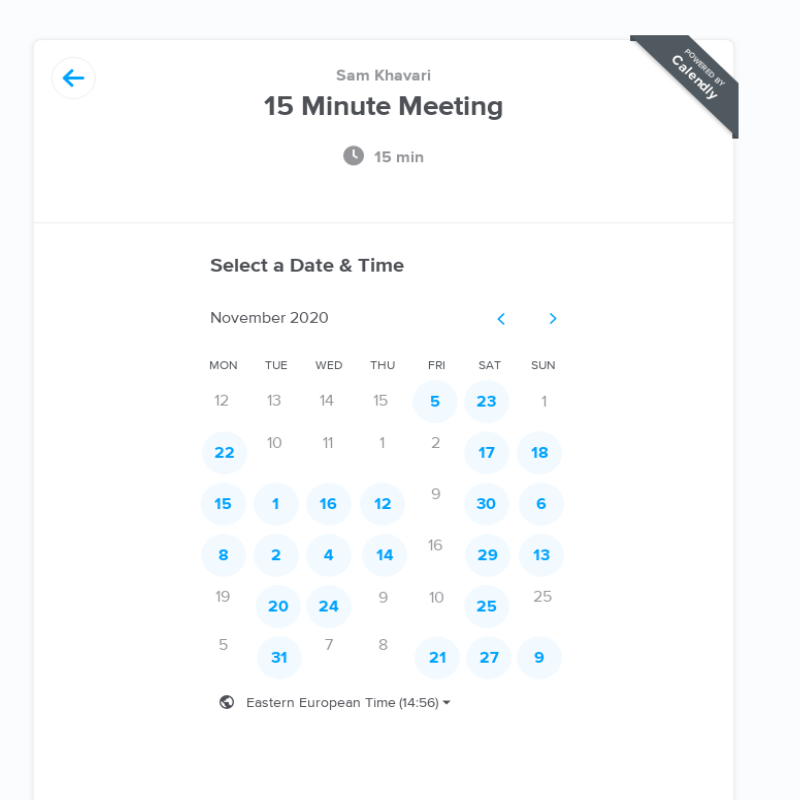 Sam Khavari
15 Minute Meeting
15 min
POWERED BY
Calendly
Select a Date & Time
November 2020
MON TUE WED THU FRI SAT SUN
12 13 14 15 5 23 1
22 10 11 1 2 17 18
15 1 16 12 9 30 6
8 2 4 14 16 29 13
19 20 24 9 10 25 25
5 31 7 8 21 27 9
Eastern European Time (14:56)